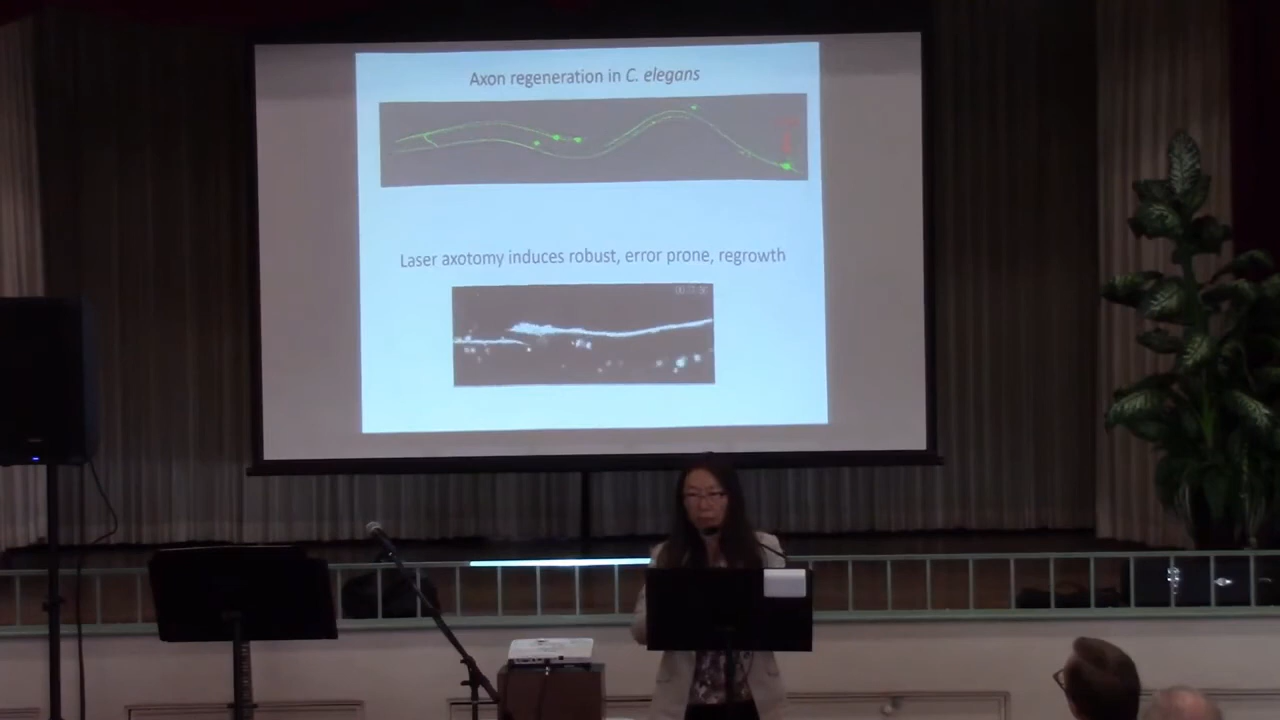 Axon regeneration in C. elegans
Laser axotomy induces robust, error prone, regrowth